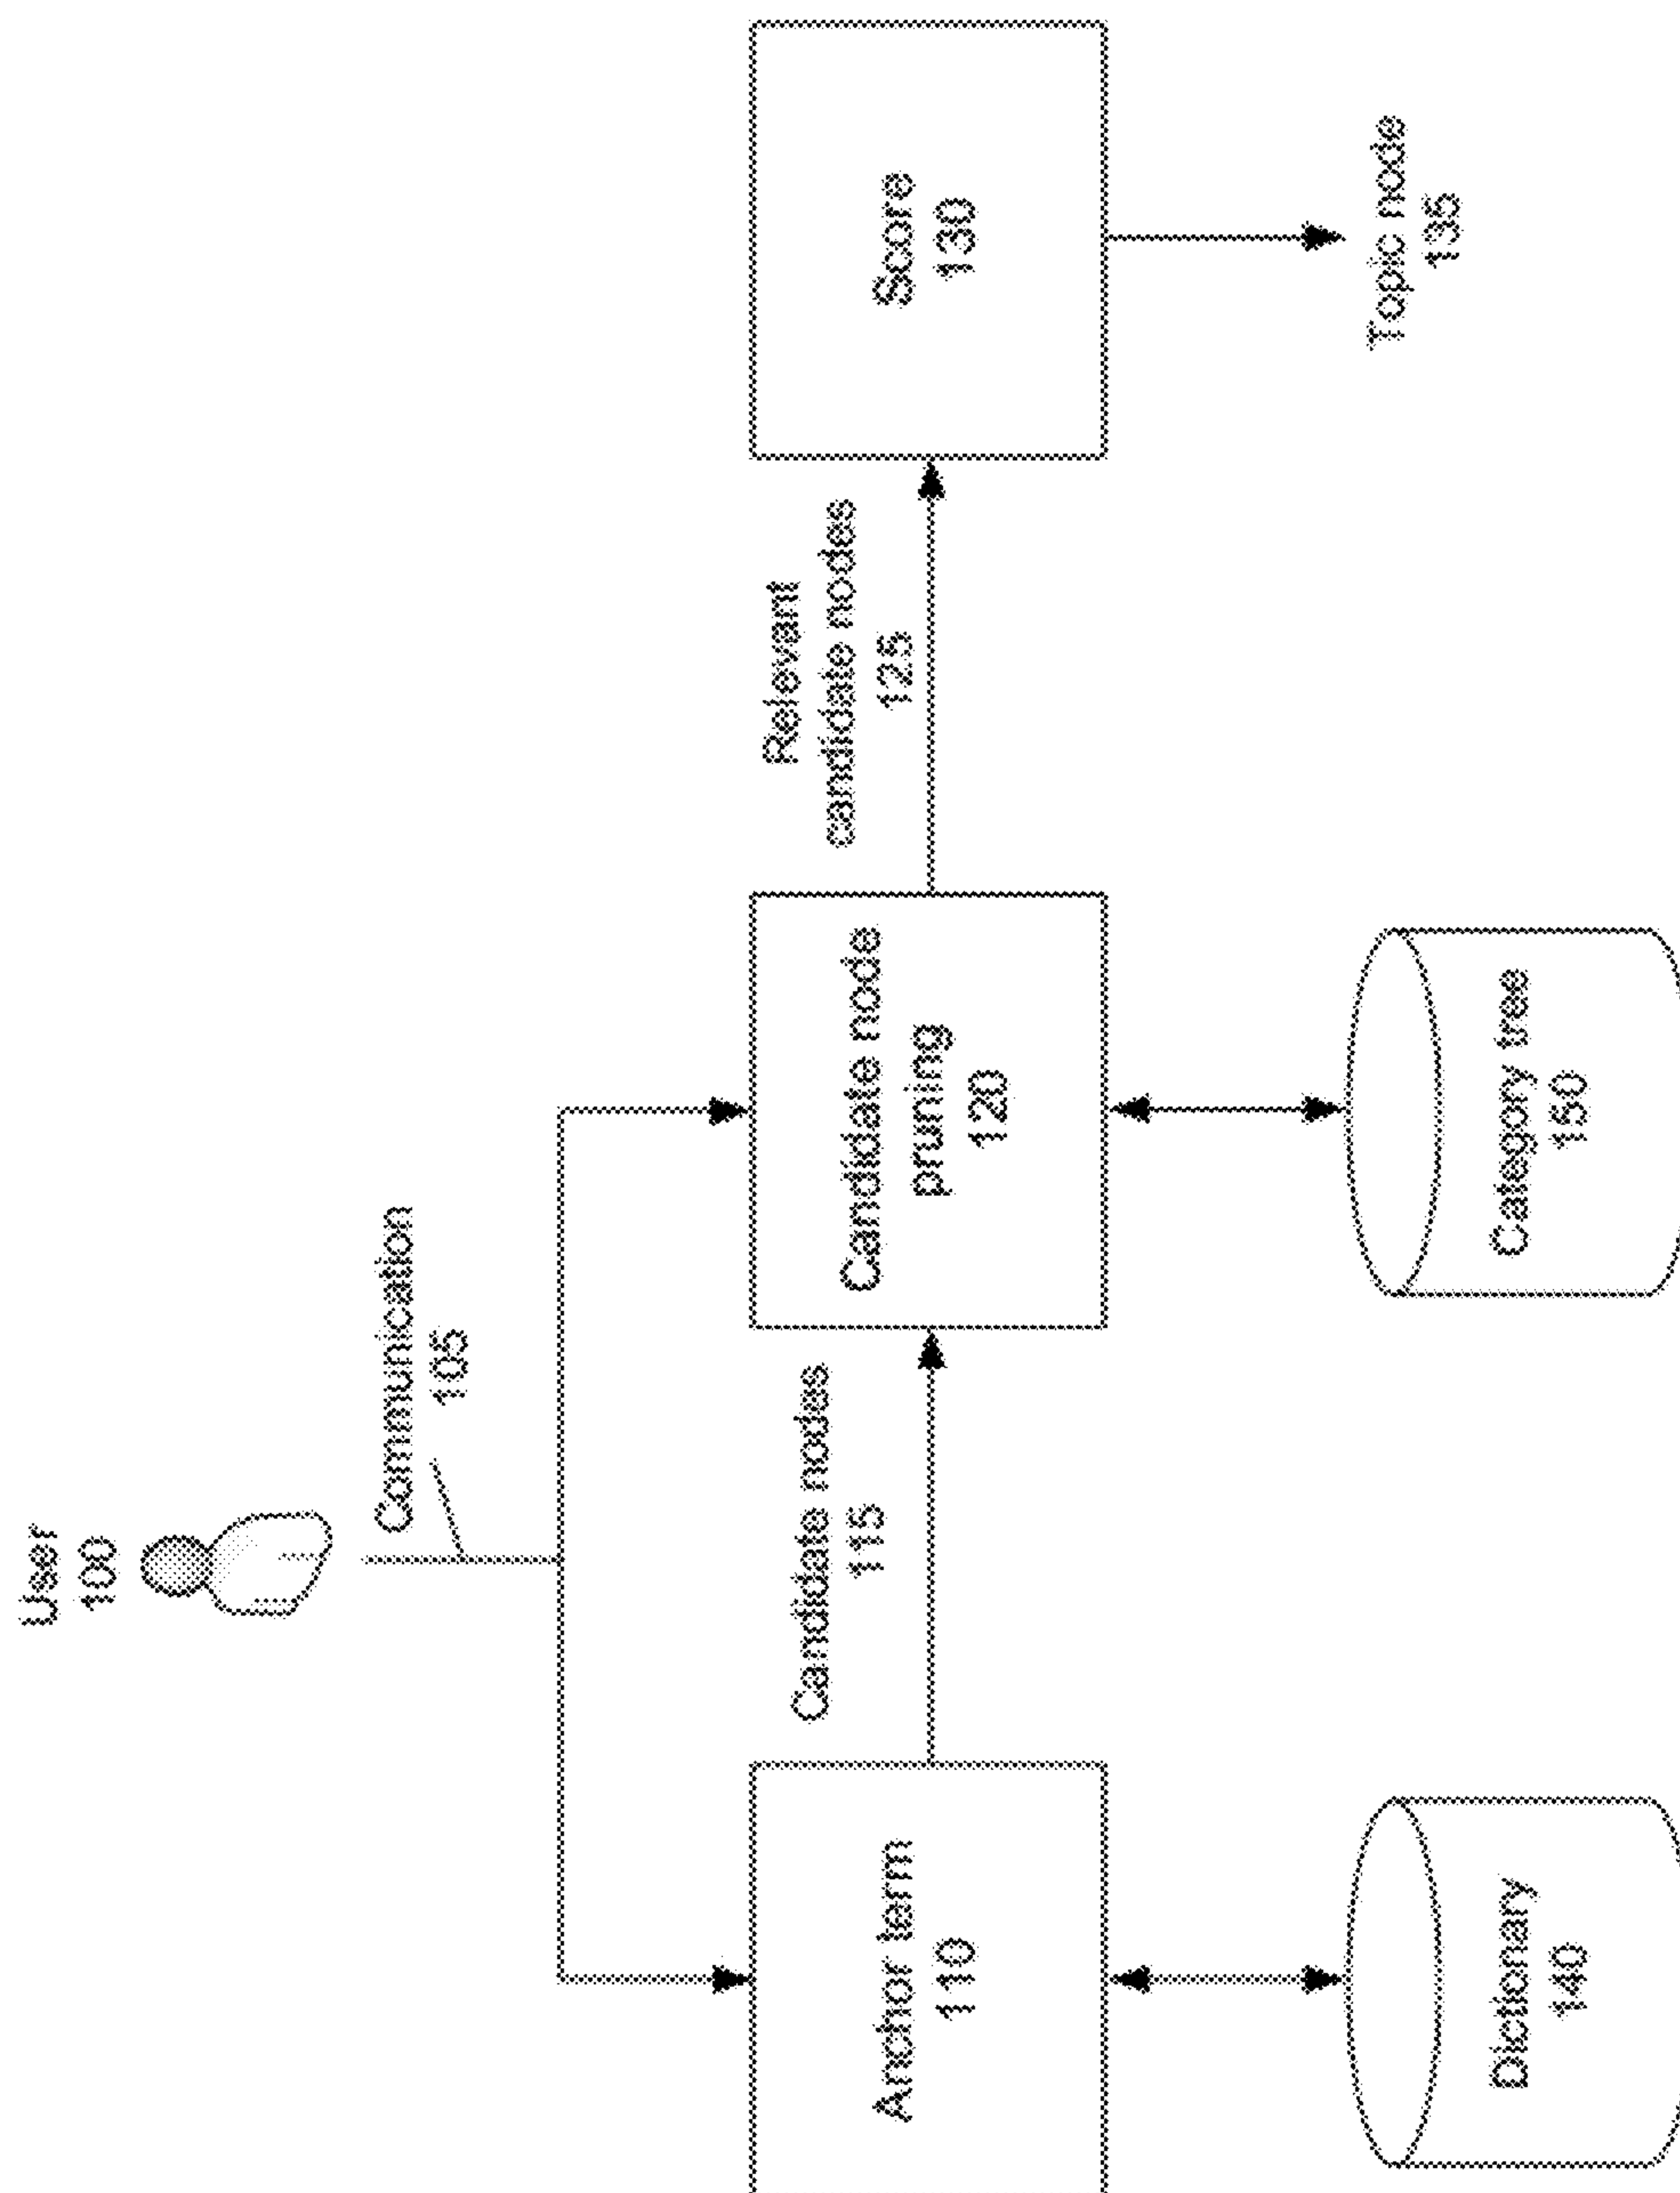 User
100
Communication
105
Anchor term
110
Candidate nodes
115
Candidate node
pruning
120
Relevant
candidate nodes
125
Score
130
Dictionary
140
Category tree
150
Topic node
135